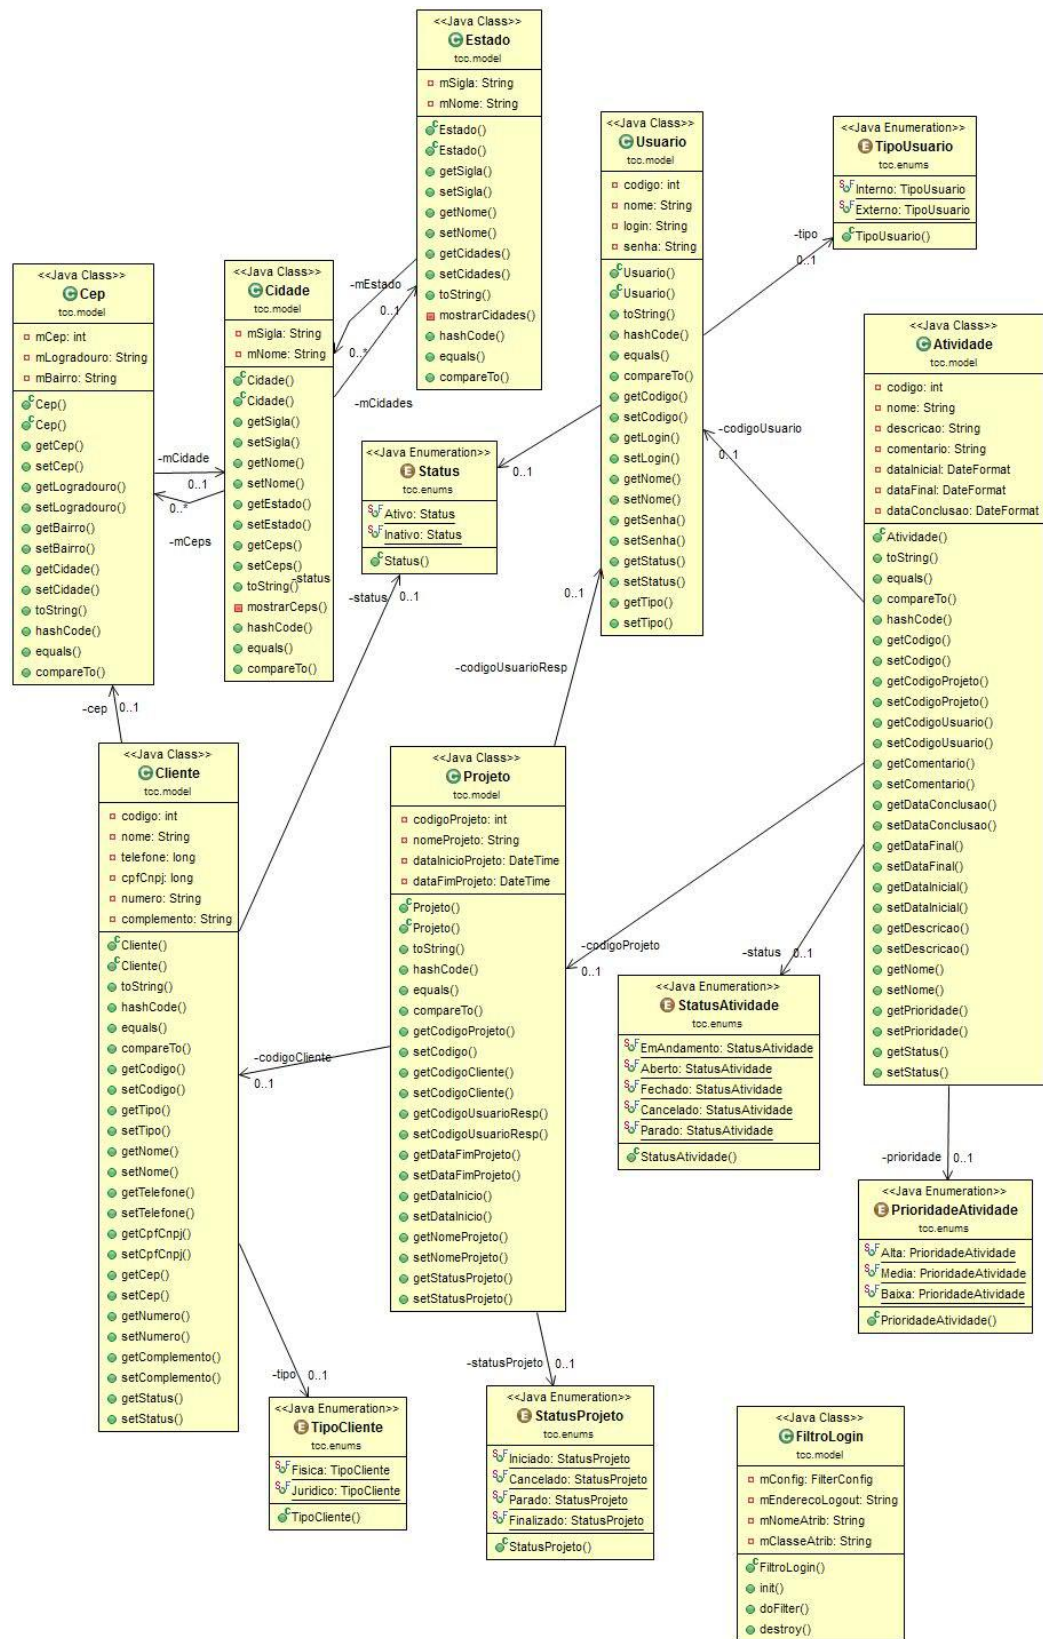 <<Java Class>>
Estado
tcc.model
mSigla: String
mNome: String
Estado()
Estado()
getSigla()
setSigla()
getNome()
setNome()
getCidades()
setCidades()
toString()
mostrarCidades()
hashCode()
equals()
compareTo()
<<Java Class>>
Usuario
tcc.model
codigo: int
nome: String
login: String
senha: String
Usuario()
Usuario()
toString()
hashCode()
equals()
compareTo()
getCodigo()
setCodigo()
getLogin()
setLogin()
getNome()
setNome()
getSenha()
setSenha()
getStatus()
setStatus()
getTipo()
setTipo()
<<Java Enumeration>>
TipoUsuario
tcc.enums
Interno: TipoUsuario
Externo: TipoUsuario
TipoUsuario()
-tipo
0..1
<<Java Class>>
Cep
tcc.model
mCep: int
mLogradouro: String
mBairro: String
Cep()
Cep()
getCep()
setCep()
getLogradouro()
setLogradouro()
getBairro()
setBairro()
getCidade()
setCidade()
toString()
hashCode()
equals()
compareTo()
<<Java Class>>
Cidade
tcc.model
mSigla: String
mNome: String
Cidade()
Cidade()
getSigla()
setSigla()
getNome()
setNome()
getEstado()
setEstado()
getCeps()
setCeps()
toString()
mostrarCeps()
hashCode()
equals()
compareTo()
-mEstado
0..1
0..*
-mCidades
-mCidade
0..1
0..*
-mCeps
-status
<<Java Enumeration>>
Status
tcc.enums
Ativo: Status
Inativo: Status
Status()
0..1
-status
0..1
<<Java Class>>
Atividade
tcc.model
codigo: int
nome: String
descricao: String
comentario: String
dataInicial: DateFormat
dataFinal: DateFormat
dataConclusao: DateFormat
Atividade()
toString()
equals()
compareTo()
hashCode()
getCodigo()
setCodigo()
getCodigoProjeto()
setCodigoProjeto()
getCodigoUsuario()
setCodigoUsuario()
getComentario()
setComentario()
getDataConclusao()
setDataConclusao()
getDataFinal()
setDataFinal()
getDataInicial()
setDataInicial()
getDescricao()
setDescricao()
getNome()
setNome()
getPrioridade()
setPrioridade()
getStatus()
setStatus()
-codigoUsuario
0..1
0..1
-codigoUsuarioResp
-cep
0..1
<<Java Class>>
Cliente
tcc.model
codigo: int
nome: String
telefone: long
cpfCnpj: long
numero: String
complemento: String
Cliente()
Cliente()
toString()
hashCode()
equals()
compareTo()
getCodigo()
setCodigo()
getTipo()
setTipo()
getNome()
setNome()
getTelefone()
setTelefone()
getCpfCnpj()
setCpfCnpj()
getCep()
setCep()
getNumero()
setNumero()
getComplemento()
setComplemento()
getStatus()
setStatus()
<<Java Class>>
Projeto
tcc.model
codigoProjeto: int
nomeProjeto: String
dataInicioProjeto: DateTime
dataFimProjeto: DateTime
Projeto()
Projeto()
toString()
hashCode()
equals()
compareTo()
getCodigoProjeto()
setCodigo()
getCodigoCliente()
setCodigoCliente()
getCodigoUsuarioResp()
setCodigoUsuarioResp()
getDataFimProjeto()
setDataFimProjeto()
getDataInicio()
setDataInicio()
getNomeProjeto()
setNomeProjeto()
getStatusProjeto()
setStatusProjeto()
-codigoCliente
0..1
-codigoProjeto
0..1
-status
0..1
<<Java Enumeration>>
StatusAtividade
tcc.enums
EmAndamento: StatusAtividade
Aberto: StatusAtividade
Fechado: StatusAtividade
Cancelado: StatusAtividade
Parado: StatusAtividade
StatusAtividade()
-prioridade
0..1
<<Java Enumeration>>
PrioridadeAtividade
tcc.enums
Alta: PrioridadeAtividade
Media: PrioridadeAtividade
Baixa: PrioridadeAtividade
PrioridadeAtividade()
-tipo
0..1
<<Java Enumeration>>
TipoCliente
tcc.enums
Fisica: TipoCliente
Juridico: TipoCliente
TipoCliente()
-statusProjeto
0..1
<<Java Enumeration>>
StatusProjeto
tcc.enums
Iniciado: StatusProjeto
Cancelado: StatusProjeto
Parado: StatusProjeto
Finalizado: StatusProjeto
StatusProjeto()
<<Java Class>>
FiltroLogin
tcc.model
mConfig: FilterConfig
mEnderecoLogout: String
mNomeAtrib: String
mClasseAtrib: String
FiltroLogin()
init()
doFilter()
destroy()